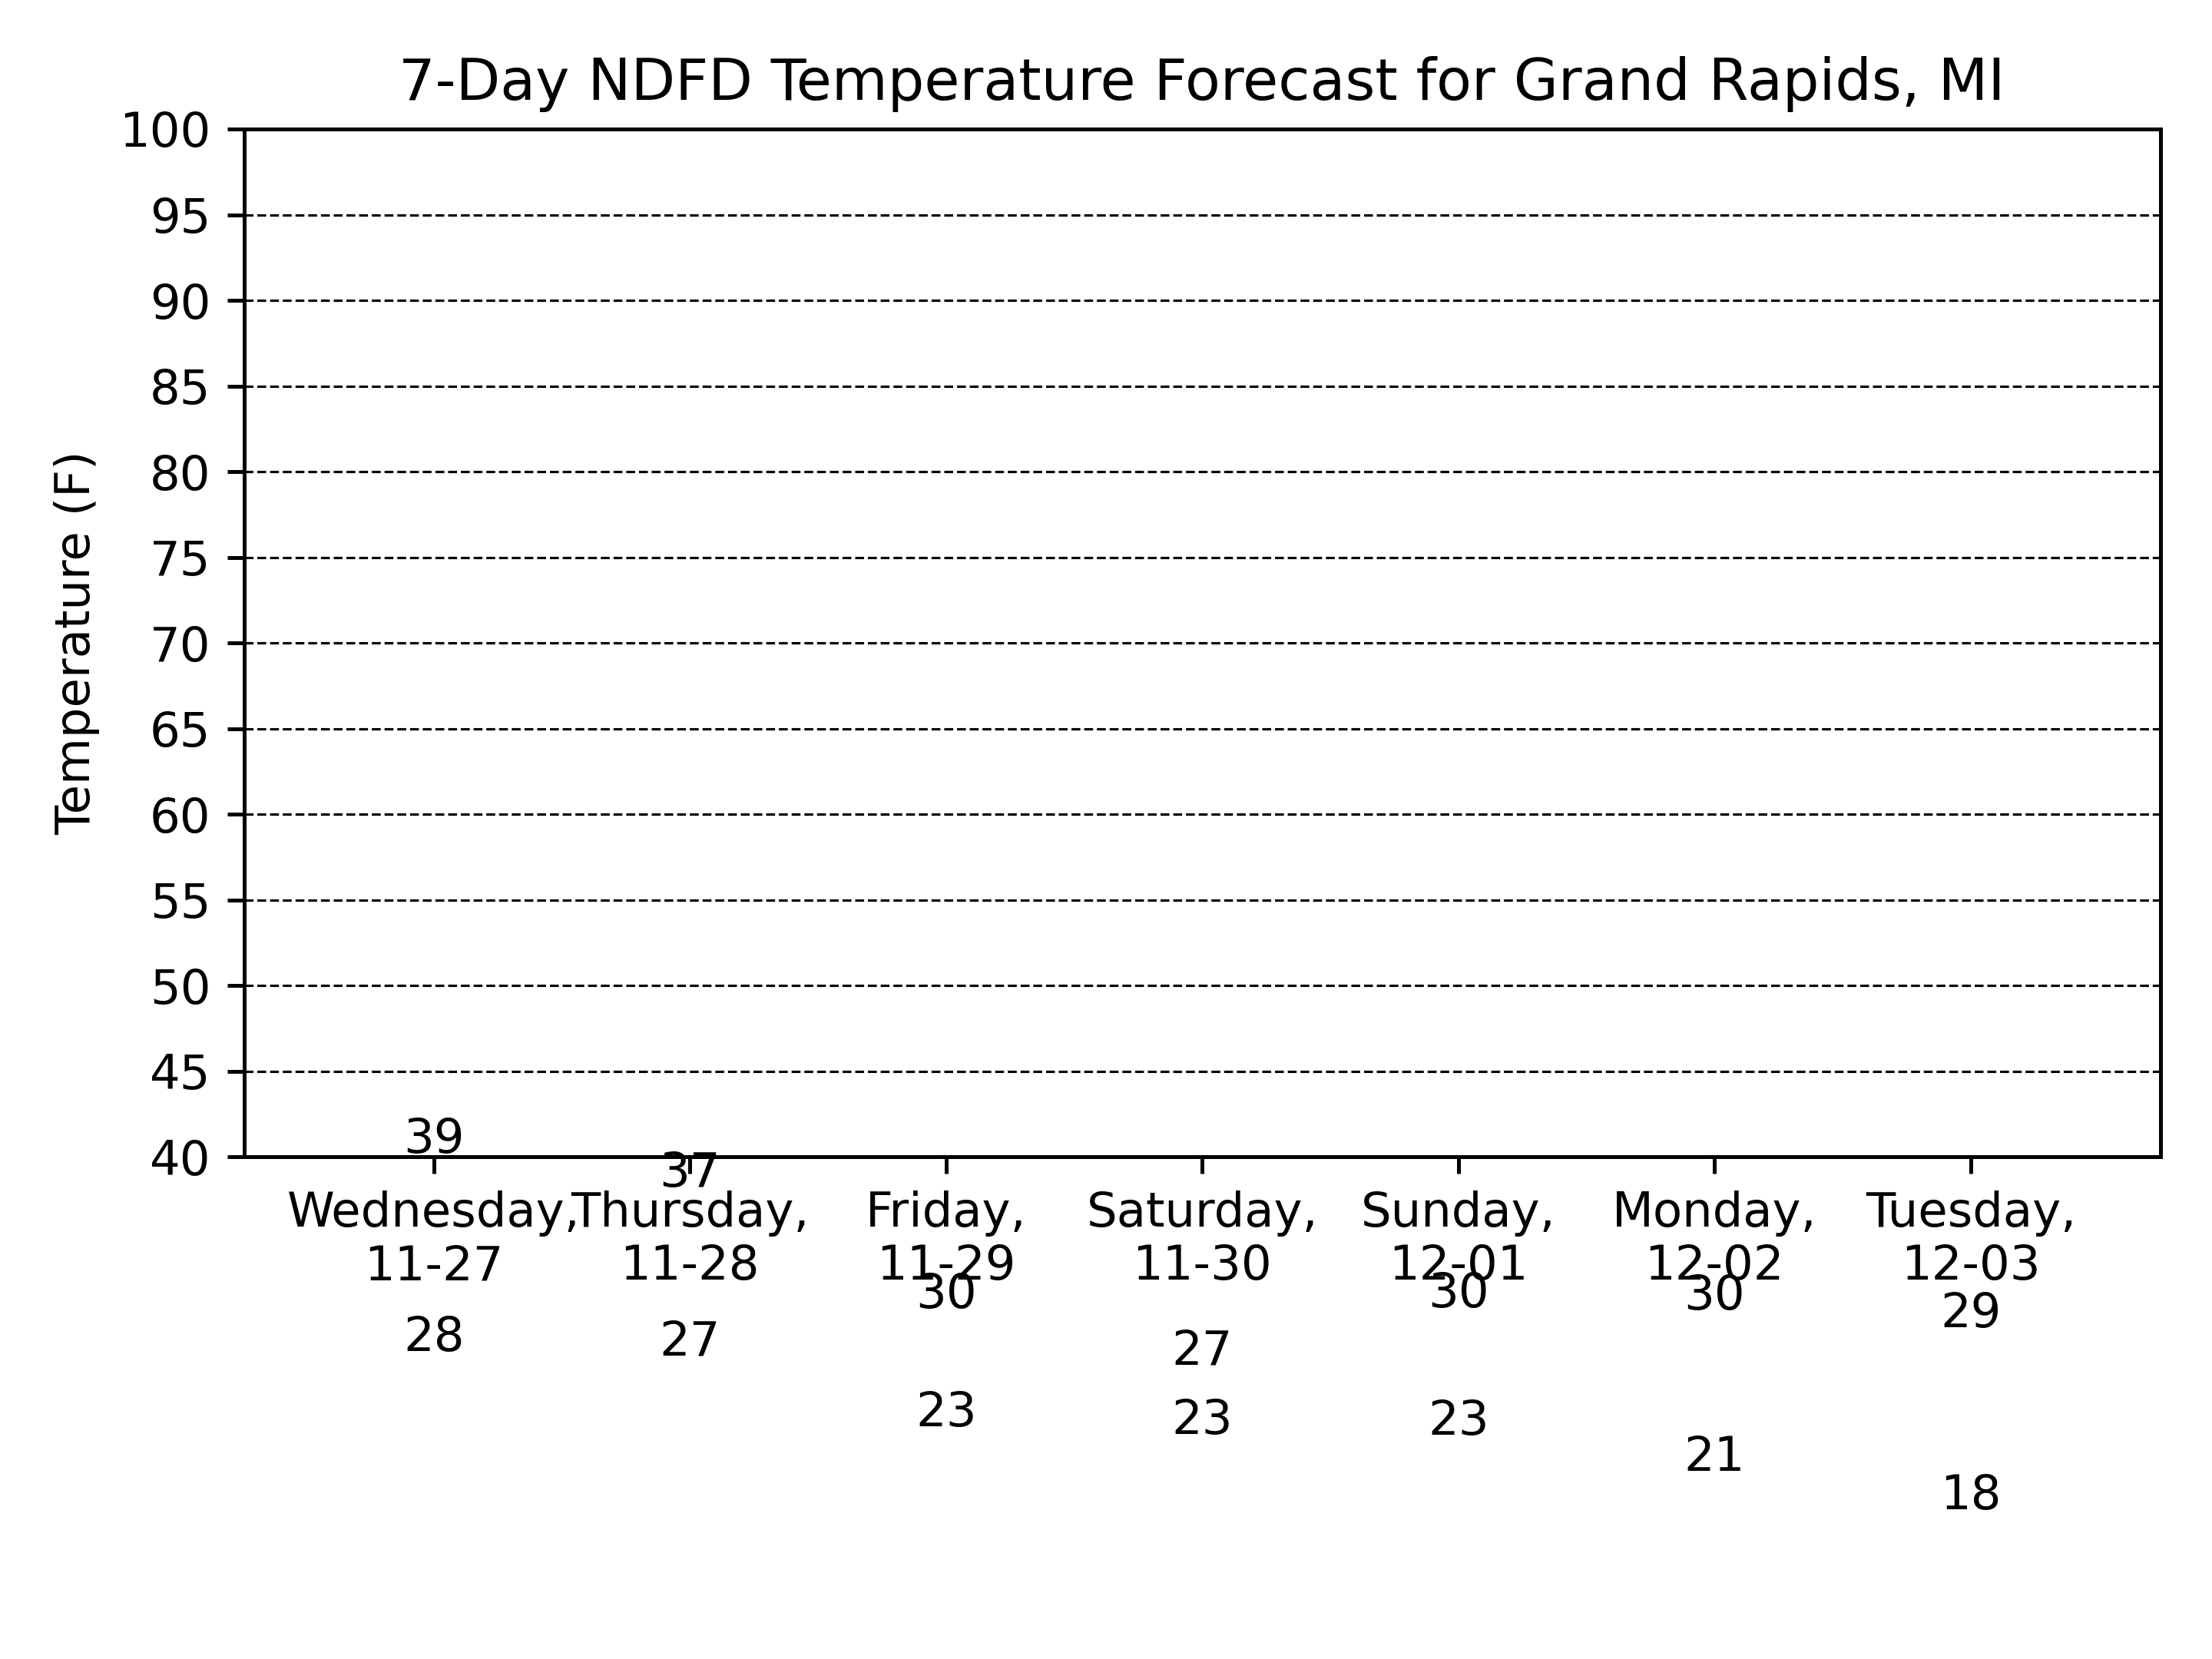 7-Day NDFD Temperature Forecast for Grand Rapids, MI
Temperature (F)
100
95
90
85
80
75
70
65
60
55
50
45
40
39
37
Wednesday, Thursday, Friday, Saturday, Sunday, Monday, Tuesday,
11-27 11-28 11-29 11-30 12-01 12-02 12-03
30 30 30 29
28 27 27
23 23 23
21
18